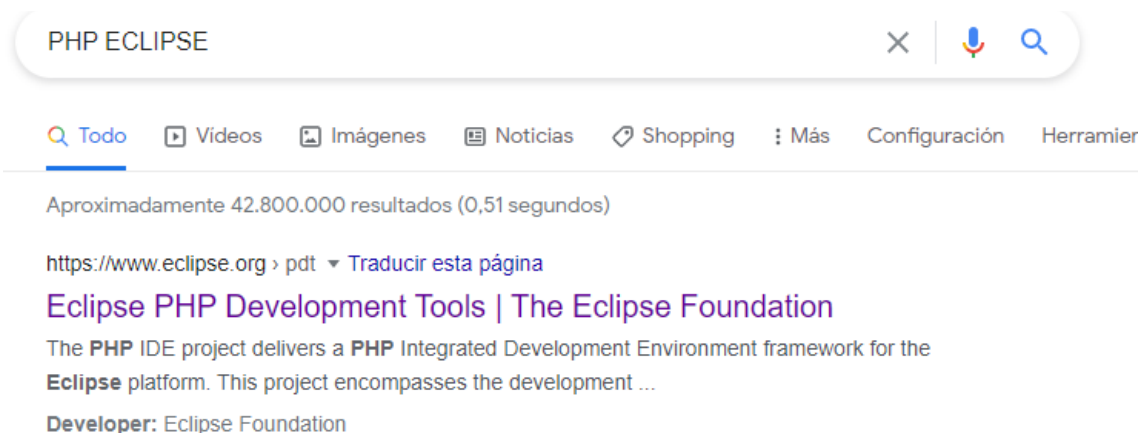 PHP ECLIPSE
Todo Vídeos Imágenes Noticias Shopping Más Configuración Herramier
Aproximadamente 42.800.000 resultados (0,51 segundos)
https://www.eclipse.org › pdt Traducir esta página
Eclipse PHP Development Tools | The Eclipse Foundation
The PHP IDE project delivers a PHP Integrated Development Environment framework for the
Eclipse platform. This project encompasses the development ...
Developer: Eclipse Foundation